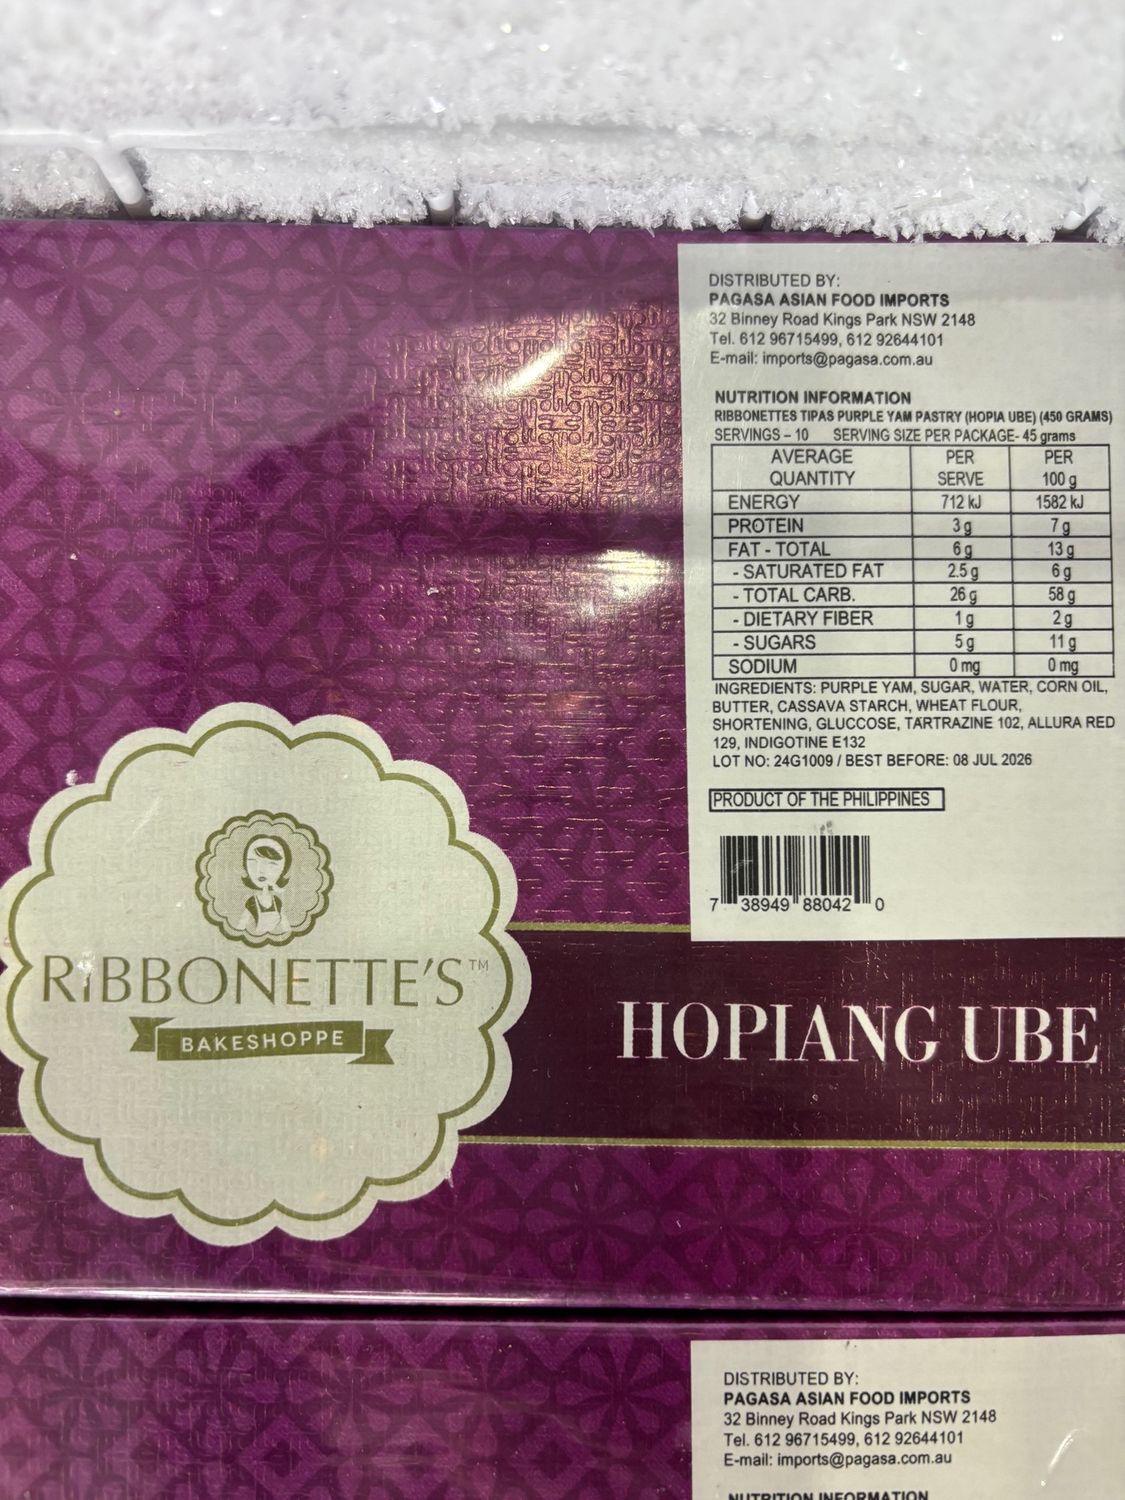 DISTRIBUTED BY:
PAGASA ASIAN FOOD IMPORTS
32 Binney Road Kings Park NSW 2148
Tel. 612 96715499, 612 92644101
E-mail: imports@pagasa.com.au
NUTRITION INFORMATION
RIBBONETTES TIPAS PURPLE YAM PASTRY (HOPIA UBE) (450 GRAMS)
SERVINGS – 10 SERVING SIZE PER PACKAGE- 45 grams
AVERAGE QUANTITY PER SERVE PER 100 g
ENERGY 712 kJ 1582 kJ
PROTEIN 3 g 7 g
FAT - TOTAL 6 g 13 g
- SATURATED FAT 2.5 g 6 g
- TOTAL CARB. 26 g 58 g
- DIETARY FIBER 1 g 2 g
- SUGARS 5 g 11 g
SODIUM 0 mg 0 mg
INGREDIENTS: PURPLE YAM, SUGAR, WATER, CORN OIL,
BUTTER, CASSAVA STARCH, WHEAT FLOUR,
SHORTENING, GLUCCOSE, TARTRAZINE 102, ALLURA RED
129, INDIGOTINE E132
LOT NO: 24G1009 / BEST BEFORE: 08 JUL 2026
PRODUCT OF THE PHILIPPINES
7 38949 88042 0
RIBBONETTE'S™
BAKESHOPPE
HOPIANG UBE
DISTRIBUTED BY:
PAGASA ASIAN FOOD IMPORTS
32 Binney Road Kings Park NSW 2148
Tel. 612 96715499, 612 92644101
E-mail: imports@pagasa.com.au
NUTRITION INFORMATION